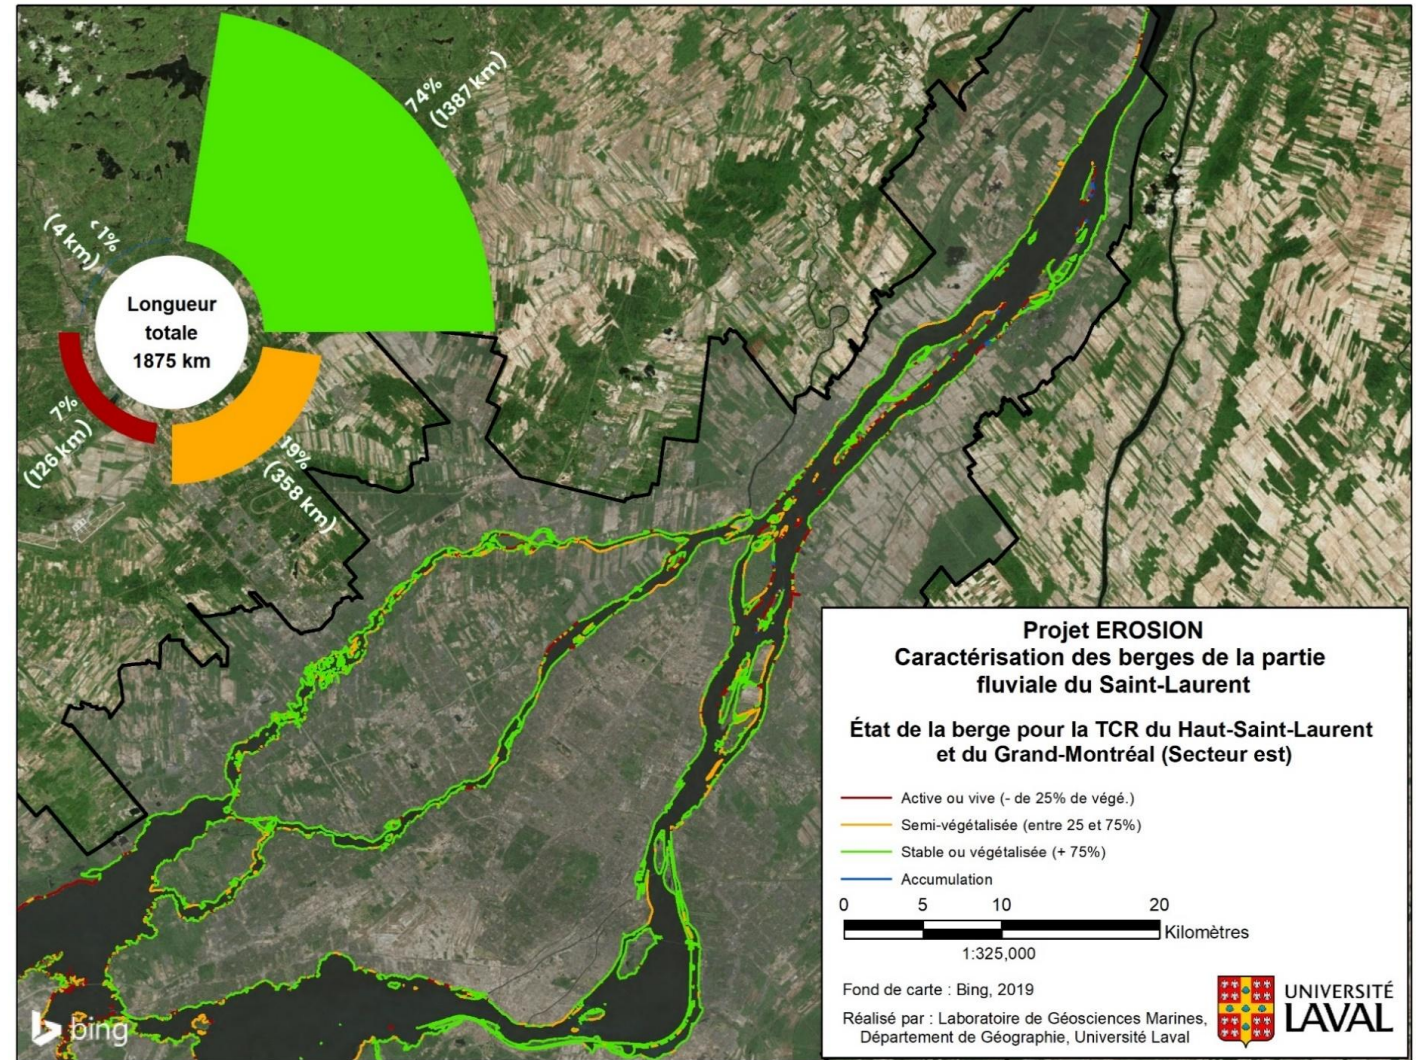 74%
(1387 km)
<1%
(4 km)
Longueur
totale
1875 km
7%
(126 km)
19%
(358 km)
Projet EROSION
Caractérisation des berges de la partie
fluviale du Saint-Laurent
État de la berge pour la TCR du Haut-Saint-Laurent
et du Grand-Montréal (Secteur est)
Active ou vive (- de 25% de végé.)
Semi-végétalisée (entre 25 et 75%)
Stable ou végétalisée (+ 75%)
Accumulation
0 5 10 20
Kilomètres
1:325,000
Fond de carte : Bing, 2019
Réalisé par : Laboratoire de Géosciences Marines,
Département de Géographie, Université Laval
UNIVERSITÉ
LAVAL
bing